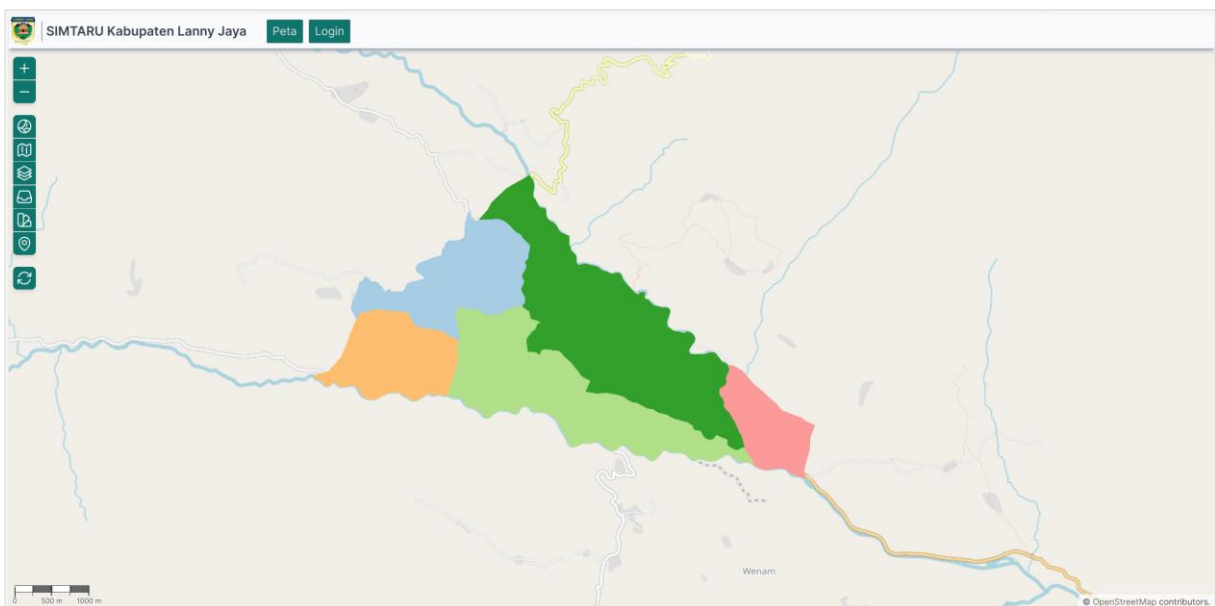 SIMTARU Kabupaten Lanny Jaya
Peta
Login
+
−
Wenam
0 500 m 1000 m
© OpenStreetMap contributors.